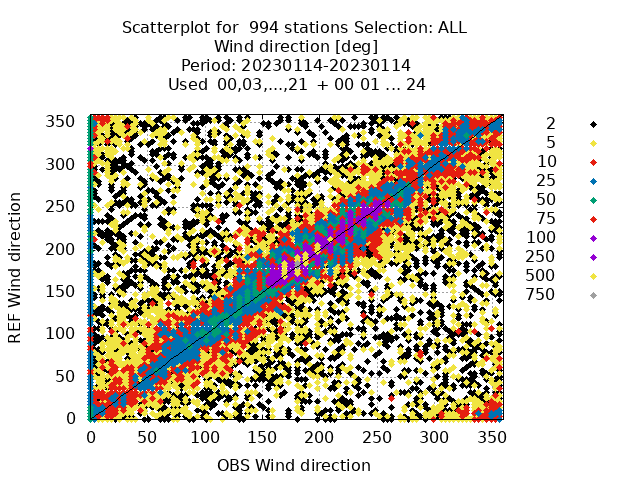 Scatterplot for 994 stations Selection: ALL
Wind direction [deg]
Period: 20230114-20230114
Used 00,03,...,21 + 00 01 ... 24
350
300
250
200
150
100
50
0
REF Wind direction
0 50 100 150 200 250 300 350
OBS Wind direction
2
5
10
25
50
75
100
250
500
750